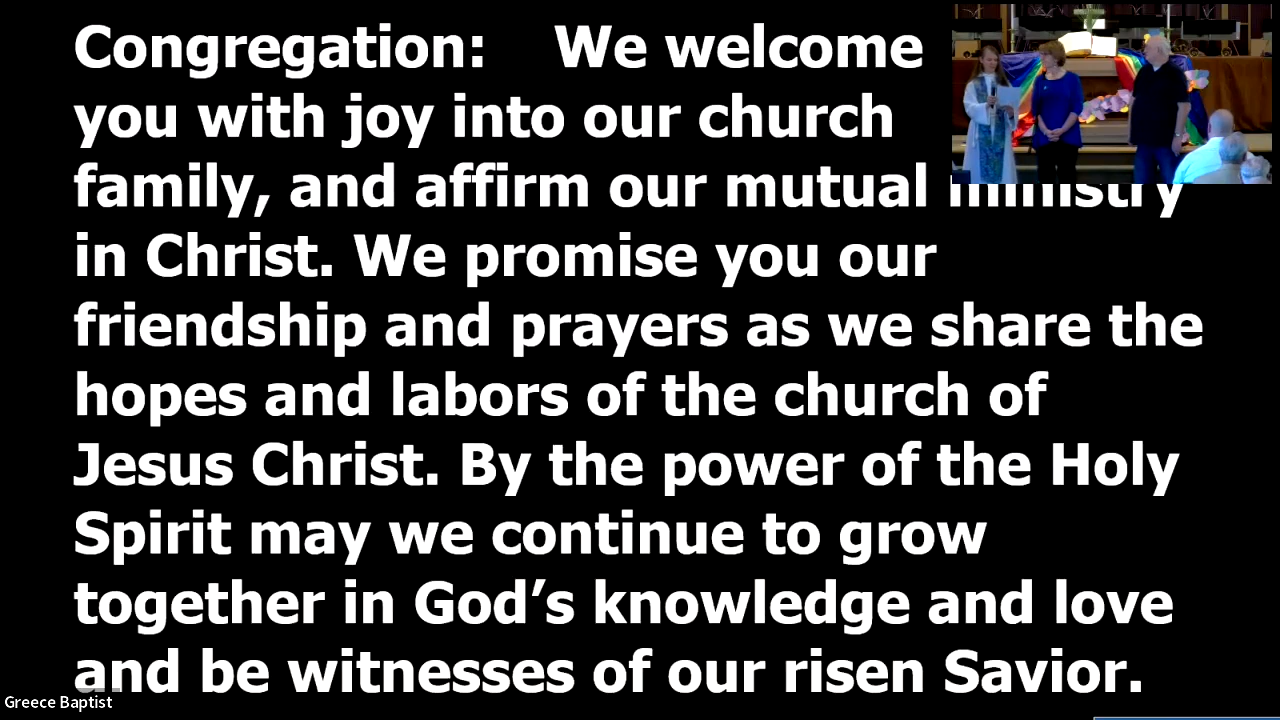 Congregation: We welcome
you with joy into our church
family, and affirm our mutual ministry
in Christ. We promise you our
friendship and prayers as we share the
hopes and labors of the church of
Jesus Christ. By the power of the Holy
Spirit may we continue to grow
together in God’s knowledge and love
and be witnesses of our risen Savior.
Greece Baptist